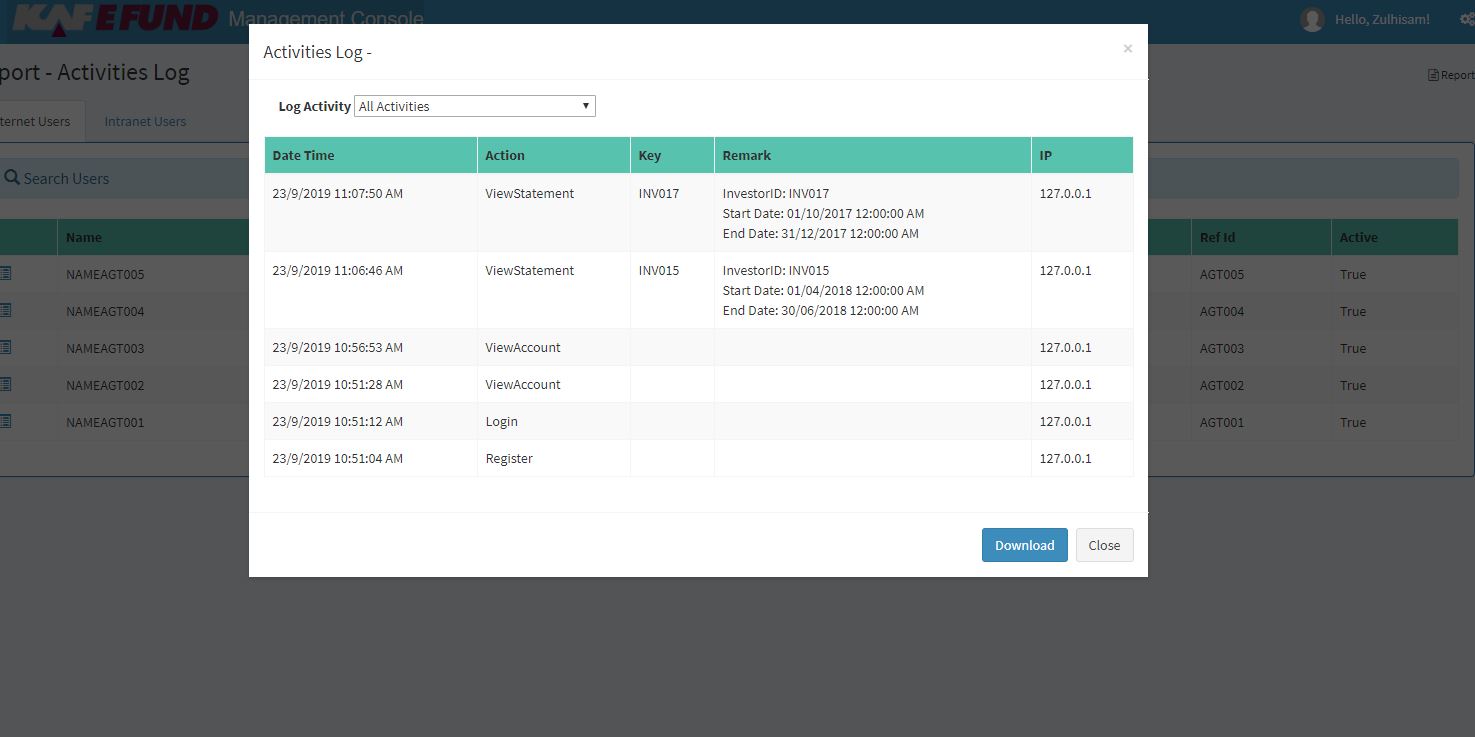 KAF E FUND Management Console
Hello, Zulhisam!
port - Activities Log
Report
ternet Users
Intranet Users
Search Users
Name
Ref Id
Active
NAMEAGT005
AGT005
True
NAMEAGT004
AGT004
True
NAMEAGT003
AGT003
True
NAMEAGT002
AGT002
True
NAMEAGT001
AGT001
True
Activities Log -
×
Log Activity All Activities
Date Time Action Key Remark IP
23/9/2019 11:07:50 AM ViewStatement INV017 InvestorID: INV017 127.0.0.1
Start Date: 01/10/2017 12:00:00 AM
End Date: 31/12/2017 12:00:00 AM
23/9/2019 11:06:46 AM ViewStatement INV015 InvestorID: INV015 127.0.0.1
Start Date: 01/04/2018 12:00:00 AM
End Date: 30/06/2018 12:00:00 AM
23/9/2019 10:56:53 AM ViewAccount 127.0.0.1
23/9/2019 10:51:28 AM ViewAccount 127.0.0.1
23/9/2019 10:51:12 AM Login 127.0.0.1
23/9/2019 10:51:04 AM Register 127.0.0.1
Download Close